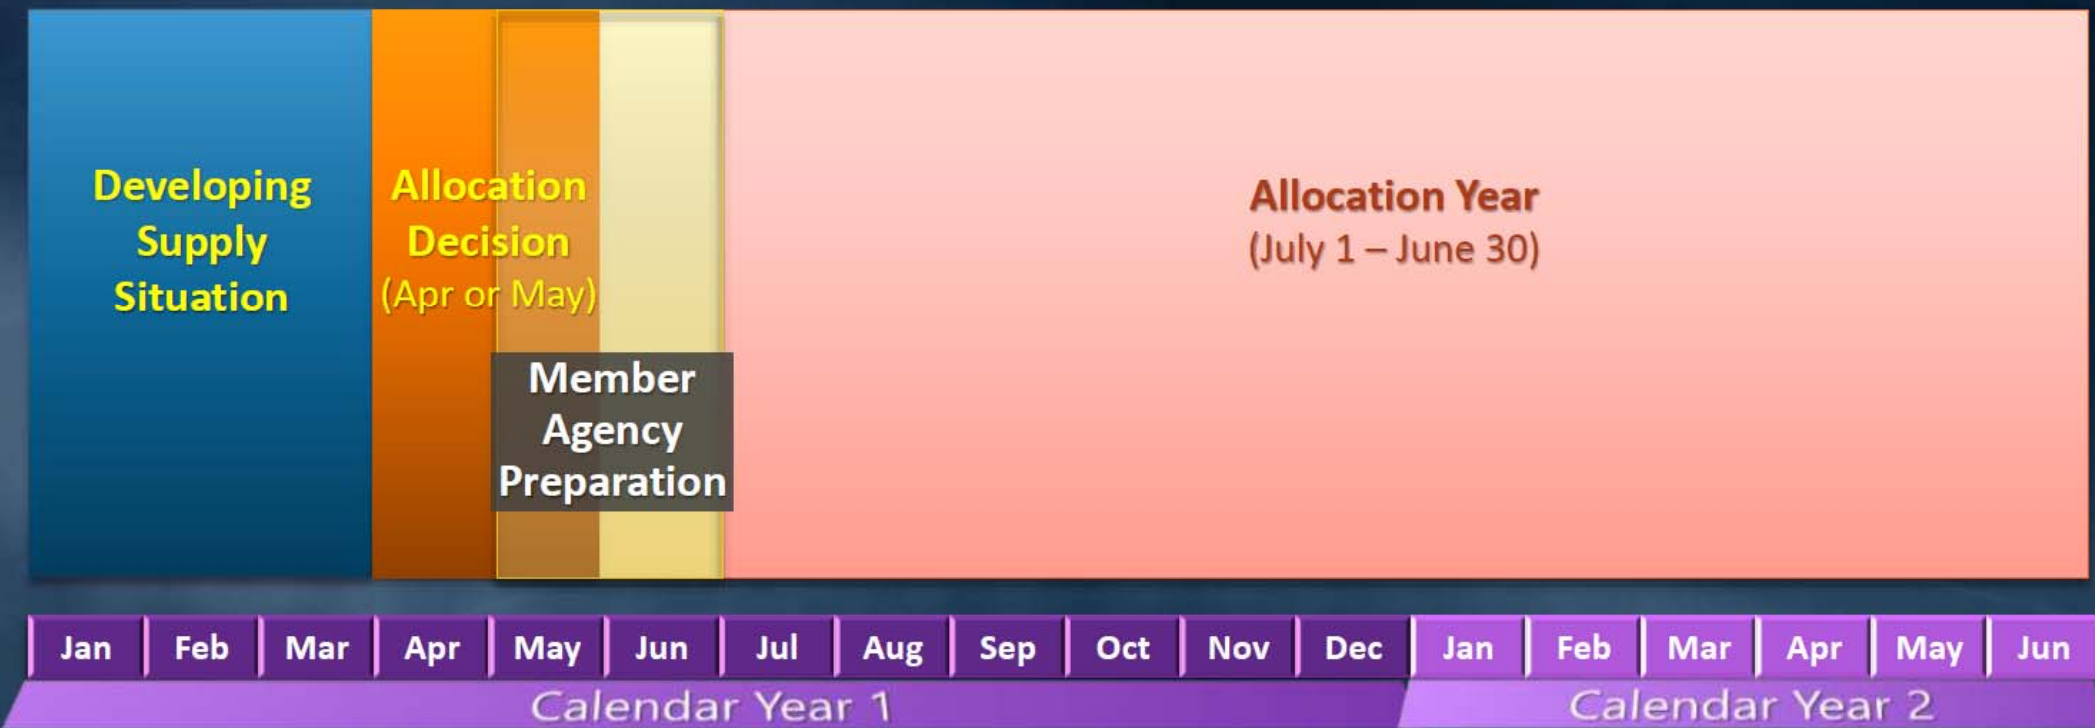 Developing
Supply
Situation
Allocation
Decision
(Apr or May)
Member
Agency
Preparation
Allocation Year
(July 1 – June 30)
Jan Feb Mar Apr May Jun Jul Aug Sep Oct Nov Dec Jan Feb Mar Apr May Jun
Calendar Year 1 Calendar Year 2